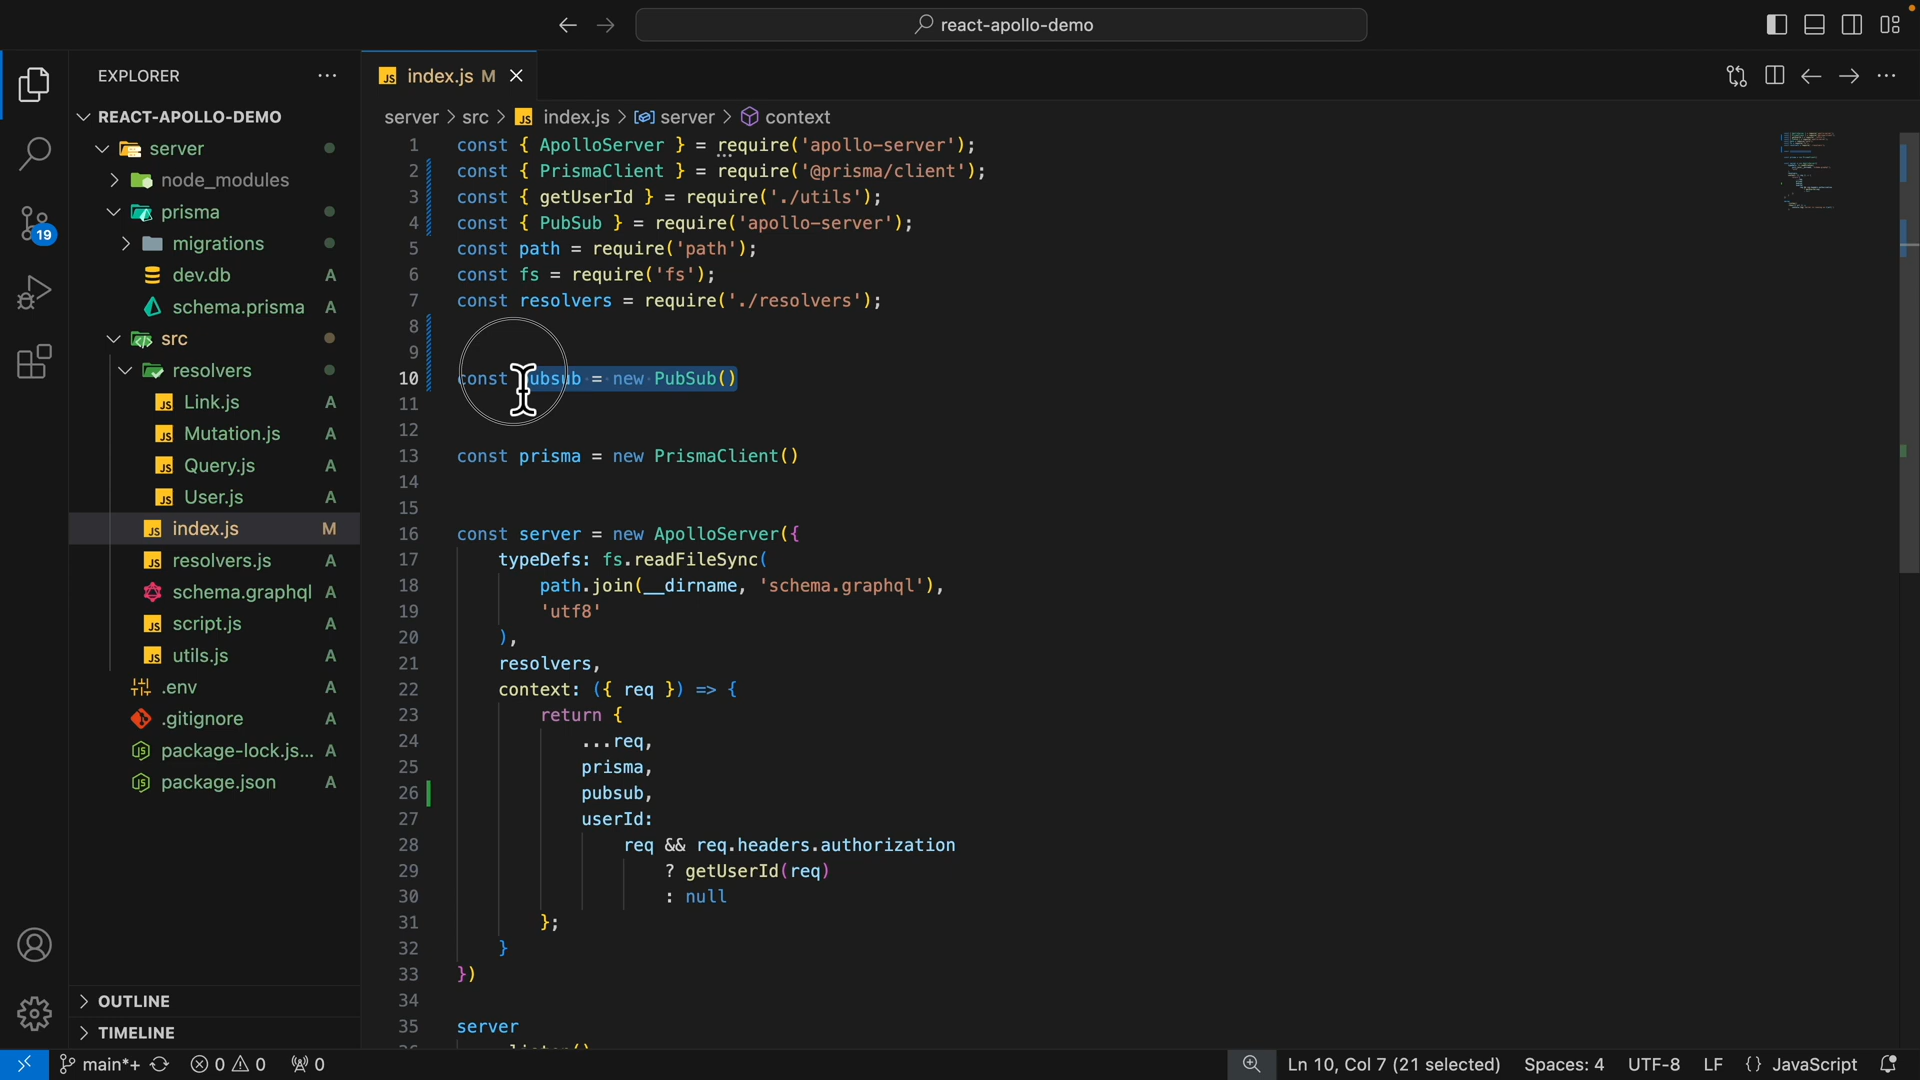 react-apollo-demo
EXPLORER
index.js M
REACT-APOLLO-DEMO
server
node_modules
prisma
migrations
dev.db A
schema.prisma A
src
resolvers
Link.js A
Mutation.js A
Query.js A
User.js A
index.js M
resolvers.js A
schema.graphql A
script.js A
utils.js A
.env A
.gitignore A
package-lock.js... A
package.json A
OUTLINE
TIMELINE
19
server > src > JS index.js > server > context
1 const { ApolloServer } = require('apollo-server');
2 const { PrismaClient } = require('@prisma/client');
3 const { getUserId } = require('./utils');
4 const { PubSub } = require('apollo-server');
5 const path = require('path');
6 const fs = require('fs');
7 const resolvers = require('./resolvers');
8
9
10 const pubsub = new PubSub()
11
12
13 const prisma = new PrismaClient()
14
15
16 const server = new ApolloServer({
17 typeDefs: fs.readFileSync(
18 path.join(__dirname, 'schema.graphql'),
19 'utf8'
20 ),
21 resolvers,
22 context: ({ req }) => {
23 return {
24 ...req,
25 prisma,
26 pubsub,
27 userId:
28 req && req.headers.authorization
29 ? getUserId(req)
30 : null
31 };
32 }
33 })
34
35 server
main*+ 0 0 0
Ln 10, Col 7 (21 selected) Spaces: 4 UTF-8 LF {} JavaScript